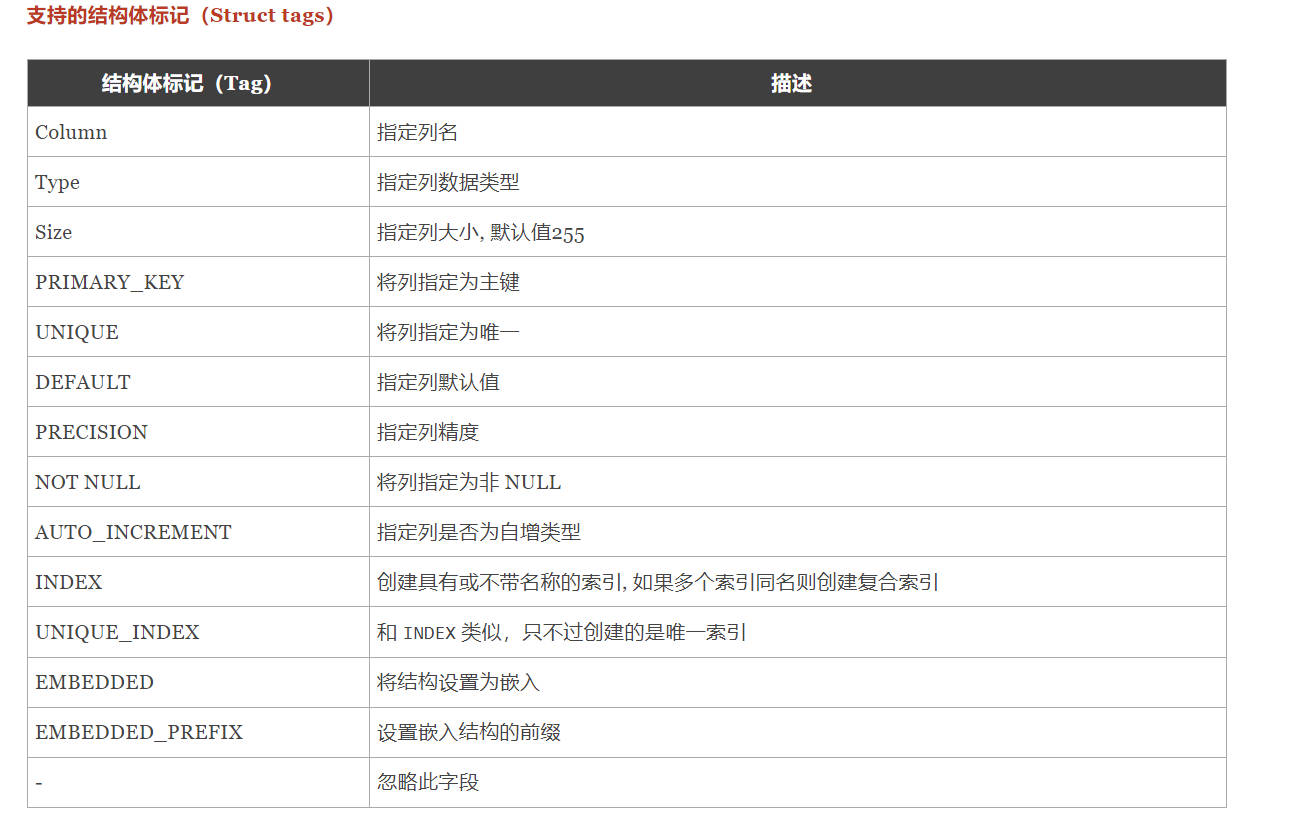 支持的结构体标记（Struct tags）
结构体标记（Tag） 描述
Column 指定列名
Type 指定列数据类型
Size 指定列大小, 默认值255
PRIMARY_KEY 将列指定为主键
UNIQUE 将列指定为唯一
DEFAULT 指定列默认值
PRECISION 指定列精度
NOT NULL 将列指定为非 NULL
AUTO_INCREMENT 指定列是否为自增类型
INDEX 创建具有或不带名称的索引, 如果多个索引同名则创建复合索引
UNIQUE_INDEX 和 INDEX 类似，只不过创建的是唯一索引
EMBEDDED 将结构设置为嵌入
EMBEDDED_PREFIX 设置嵌入结构的前缀
- 忽略此字段